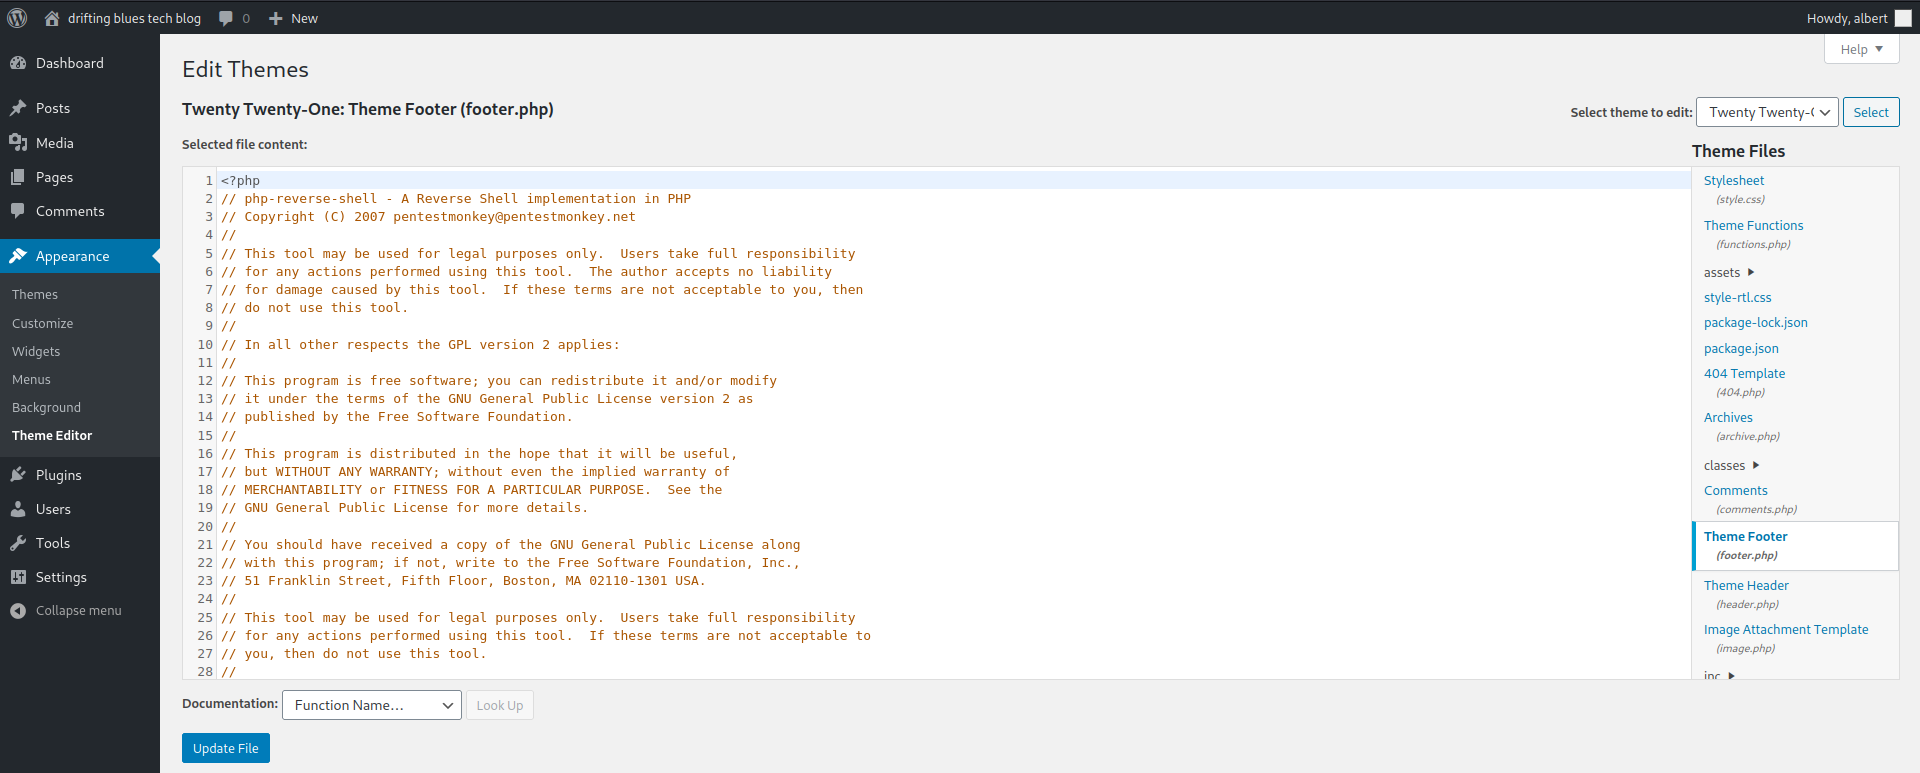 drifting blues tech blog
0
New
Howdy, albert
Dashboard
Posts
Media
Pages
Comments
Appearance
Themes
Customize
Widgets
Menus
Background
Theme Editor
Plugins
Users
Tools
Settings
Collapse menu
Help
Edit Themes
Twenty Twenty-One: Theme Footer (footer.php)
Select theme to edit:
Twenty Twenty-(
Select
Selected file content:
1 <?php
2 // php-reverse-shell - A Reverse Shell implementation in PHP
3 // Copyright (C) 2007 pentestmonkey@pentestmonkey.net
4 //
5 // This tool may be used for legal purposes only.  Users take full responsibility
6 // for any actions performed using this tool.  The author accepts no liability
7 // for damage caused by this tool.  If these terms are not acceptable to you, then
8 // do not use this tool.
9 //
10 // In all other respects the GPL version 2 applies:
11 //
12 // This program is free software; you can redistribute it and/or modify
13 // it under the terms of the GNU General Public License version 2 as
14 // published by the Free Software Foundation.
15 //
16 // This program is distributed in the hope that it will be useful,
17 // but WITHOUT ANY WARRANTY; without even the implied warranty of
18 // MERCHANTABILITY or FITNESS FOR A PARTICULAR PURPOSE.  See the
19 // GNU General Public License for more details.
20 //
21 // You should have received a copy of the GNU General Public License along
22 // with this program; if not, write to the Free Software Foundation, Inc.,
23 // 51 Franklin Street, Fifth Floor, Boston, MA 02110-1301 USA.
24 //
25 // This tool may be used for legal purposes only.  Users take full responsibility
26 // for any actions performed using this tool.  If these terms are not acceptable to
27 // you, then do not use this tool.
28 //
Theme Files
Stylesheet
(style.css)
Theme Functions
(functions.php)
assets
style-rtl.css
package-lock.json
package.json
404 Template
(404.php)
Archives
(archive.php)
classes
Comments
(comments.php)
Theme Footer
(footer.php)
Theme Header
(header.php)
Image Attachment Template
(image.php)
inc
Documentation:
Function Name...
Look Up
Update File